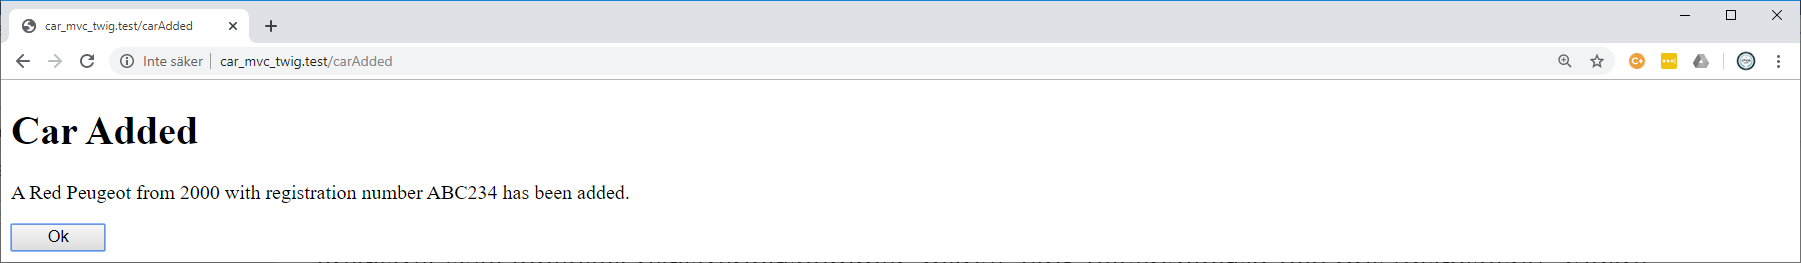 car_mvc_twig.test/carAdded
Inte säker | car_mvc_twig.test/carAdded
Car Added
A Red Peugeot from 2000 with registration number ABC234 has been added.
Ok